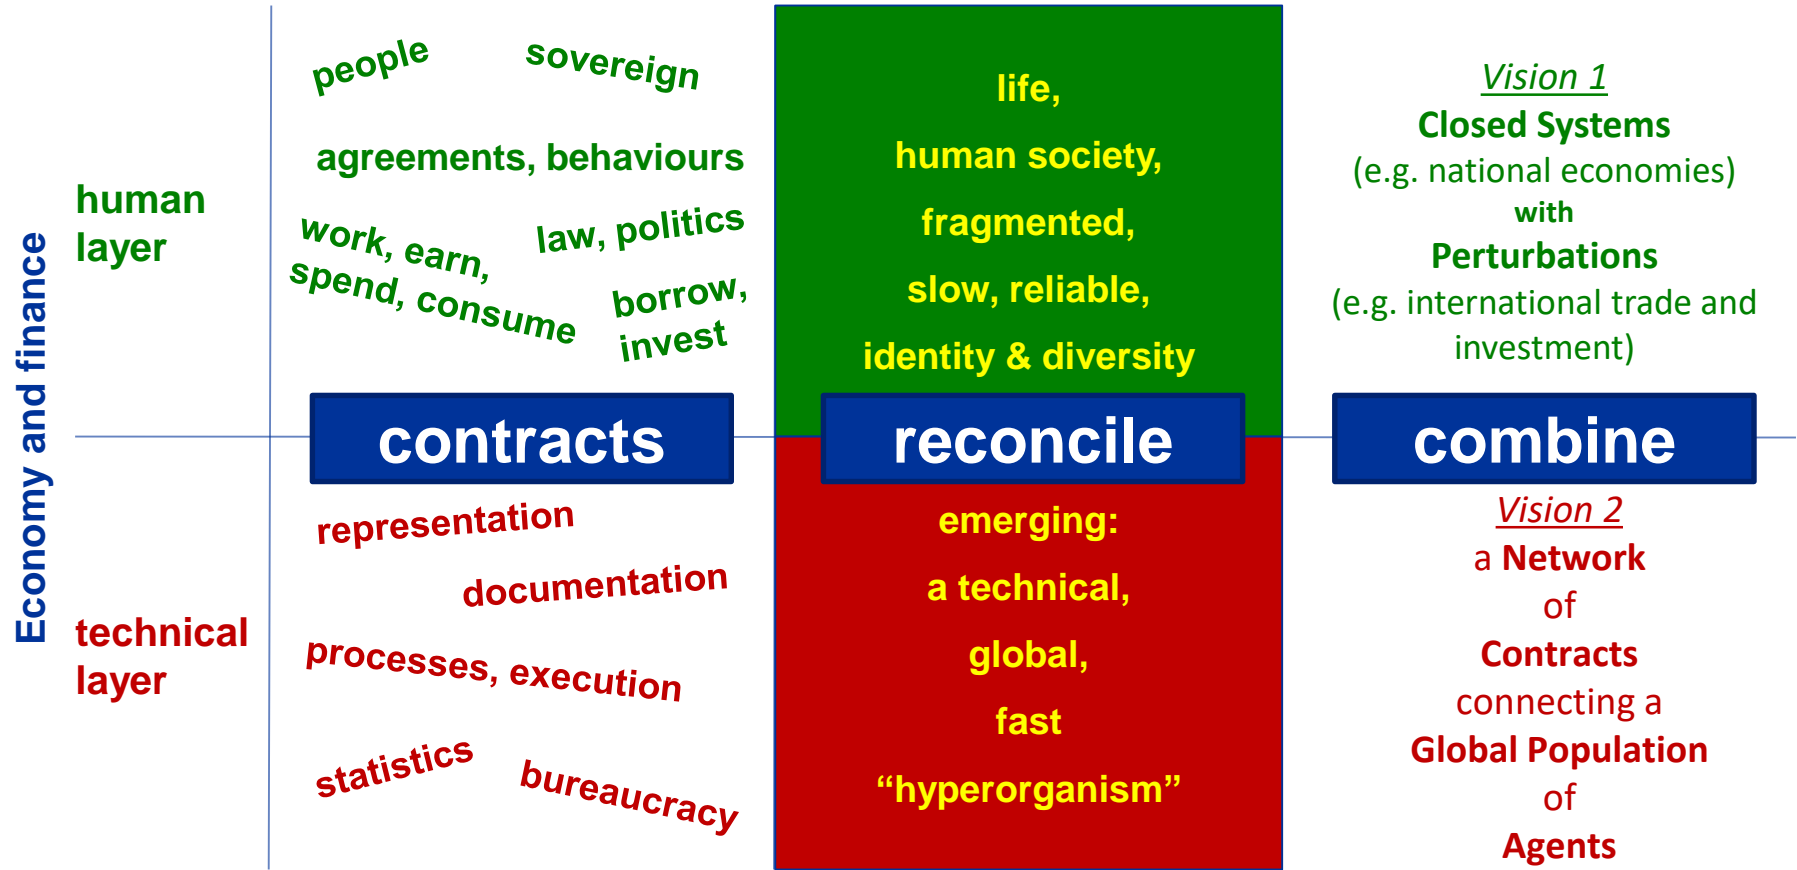 Economy and finance
human
layer
people
sovereign
agreements, behaviours
work, earn,
spend, consume
law, politics
borrow,
invest
life,
human society,
fragmented,
slow, reliable,
identity & diversity
Vision 1
Closed Systems
(e.g. national economies)
with
Perturbations
(e.g. international trade and
investment)
contracts
reconcile
combine
technical
layer
representation
documentation
processes, execution
statistics
bureaucracy
emerging:
a technical,
global,
fast
“hyperorganism”
Vision 2
a Network
of
Contracts
connecting a
Global Population
of
Agents